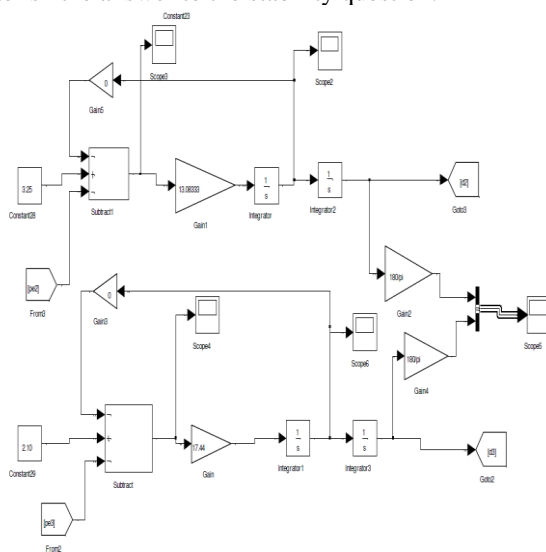 Constant23
Scope3
Scope2
0
Gain5
3.25
Constant28
Subtract1
13.08333
Gain1
1
s
Integrator
1
s
Integrator2
[d2]
Goto3
[pe2]
From3
180/pi
Gain2
0
Gain3
Scope4
Scope6
Scope5
180/pi
Gain4
2.10
Constant29
Subtract
17.44
Gain
1
s
Integrator1
1
s
Integrator3
[d3]
Goto2
[pe3]
From2